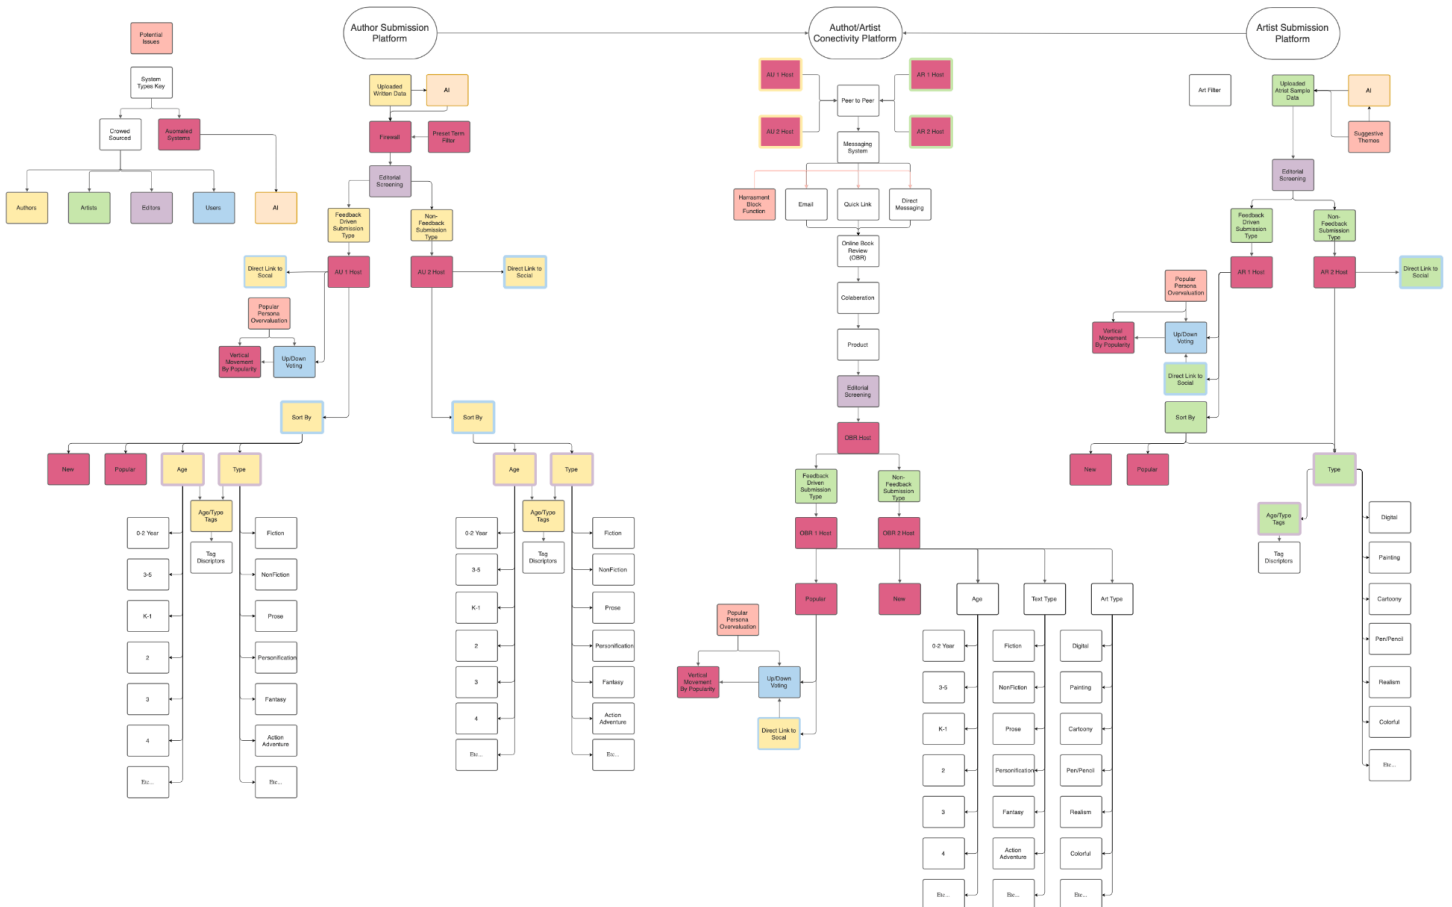 Potential
Issues
System
Types Key
Crowed
Sourced
Automated
Systems
Authors
Artists
Editors
Users
AI
Author Submission
Platform
Uploaded
Written Data
AI
Firewall
Preset Term
Filter
Editorial
Screening
Feedback
Driven
Submission
Type
Non-
Feedback
Submission
Type
Direct Link to
Socal
AU 1 Host
AU 2 Host
Direct Link to
Social
Popular
Persons
Overvaluation
Vertical
Movement
By Popularity
Up/Down
Voting
Sort By
Sort By
New
Popular
Age
Type
Age/Type
Tags
Tag
Discriptors
0-2 Year
3-5
K-1
2
3
4
Etc...
Fiction
NonFiction
Prose
Personification
Fantasy
Action
Adventure
Etc...
Age
Type
Age/Type
Tags
Tag
Discriptors
0-2 Year
3-5
K-1
2
3
4
Etc...
Fiction
NonFiction
Prose
Personification
Fantasy
Action
Adventure
Etc...
Authot/Artist
Conectivity Platform
AU 1 Host
AU 2 Host
AR 1 Host
AR 2 Host
Peer to Peer
Messaging
System
Harrasment
Block
Function
Email
Quick Link
Direct
Messaging
Online Book
Review
(OBR)
Colaberation
Product
Editorial
Screening
OBR Host
Feedback
Driven
Submission
Type
Non-
Feedback
Submission
Type
OBR 1 Host
OBR 2 Host
Popular
New
Age
Text Type
Art Type
Popular
Persons
Overvaluation
Vertical
Movement
By Popularity
Up/Down
Voting
Direct Link to
Socal
0-2 Year
3-5
K-1
2
3
4
Etc...
Fiction
NonFiction
Prose
Personification
Fantasy
Action
Adventure
Etc...
Digital
Painting
Cartoony
Pen/Pencil
Realism
Colorful
Etc...
Artist Submission
Platform
Art Filter
Uploaded
Atrist Sample
Data
AI
Suggestive
Themes
Editorial
Screening
Feedback
Driven
Submission
Type
Non-
Feedback
Submission
Type
AR 1 Host
AR 2 Host
Direct Link to
Social
Popular
Persons
Overvaluation
Vertical
Movement
By Popularity
Up/Down
Voting
Direct Link to
Social
Sort By
New
Popular
Type
Age/Type
Tags
Tag
Discriptors
Digital
Painting
Cartoony
Pen/Pencil
Realism
Colorful
Etc...